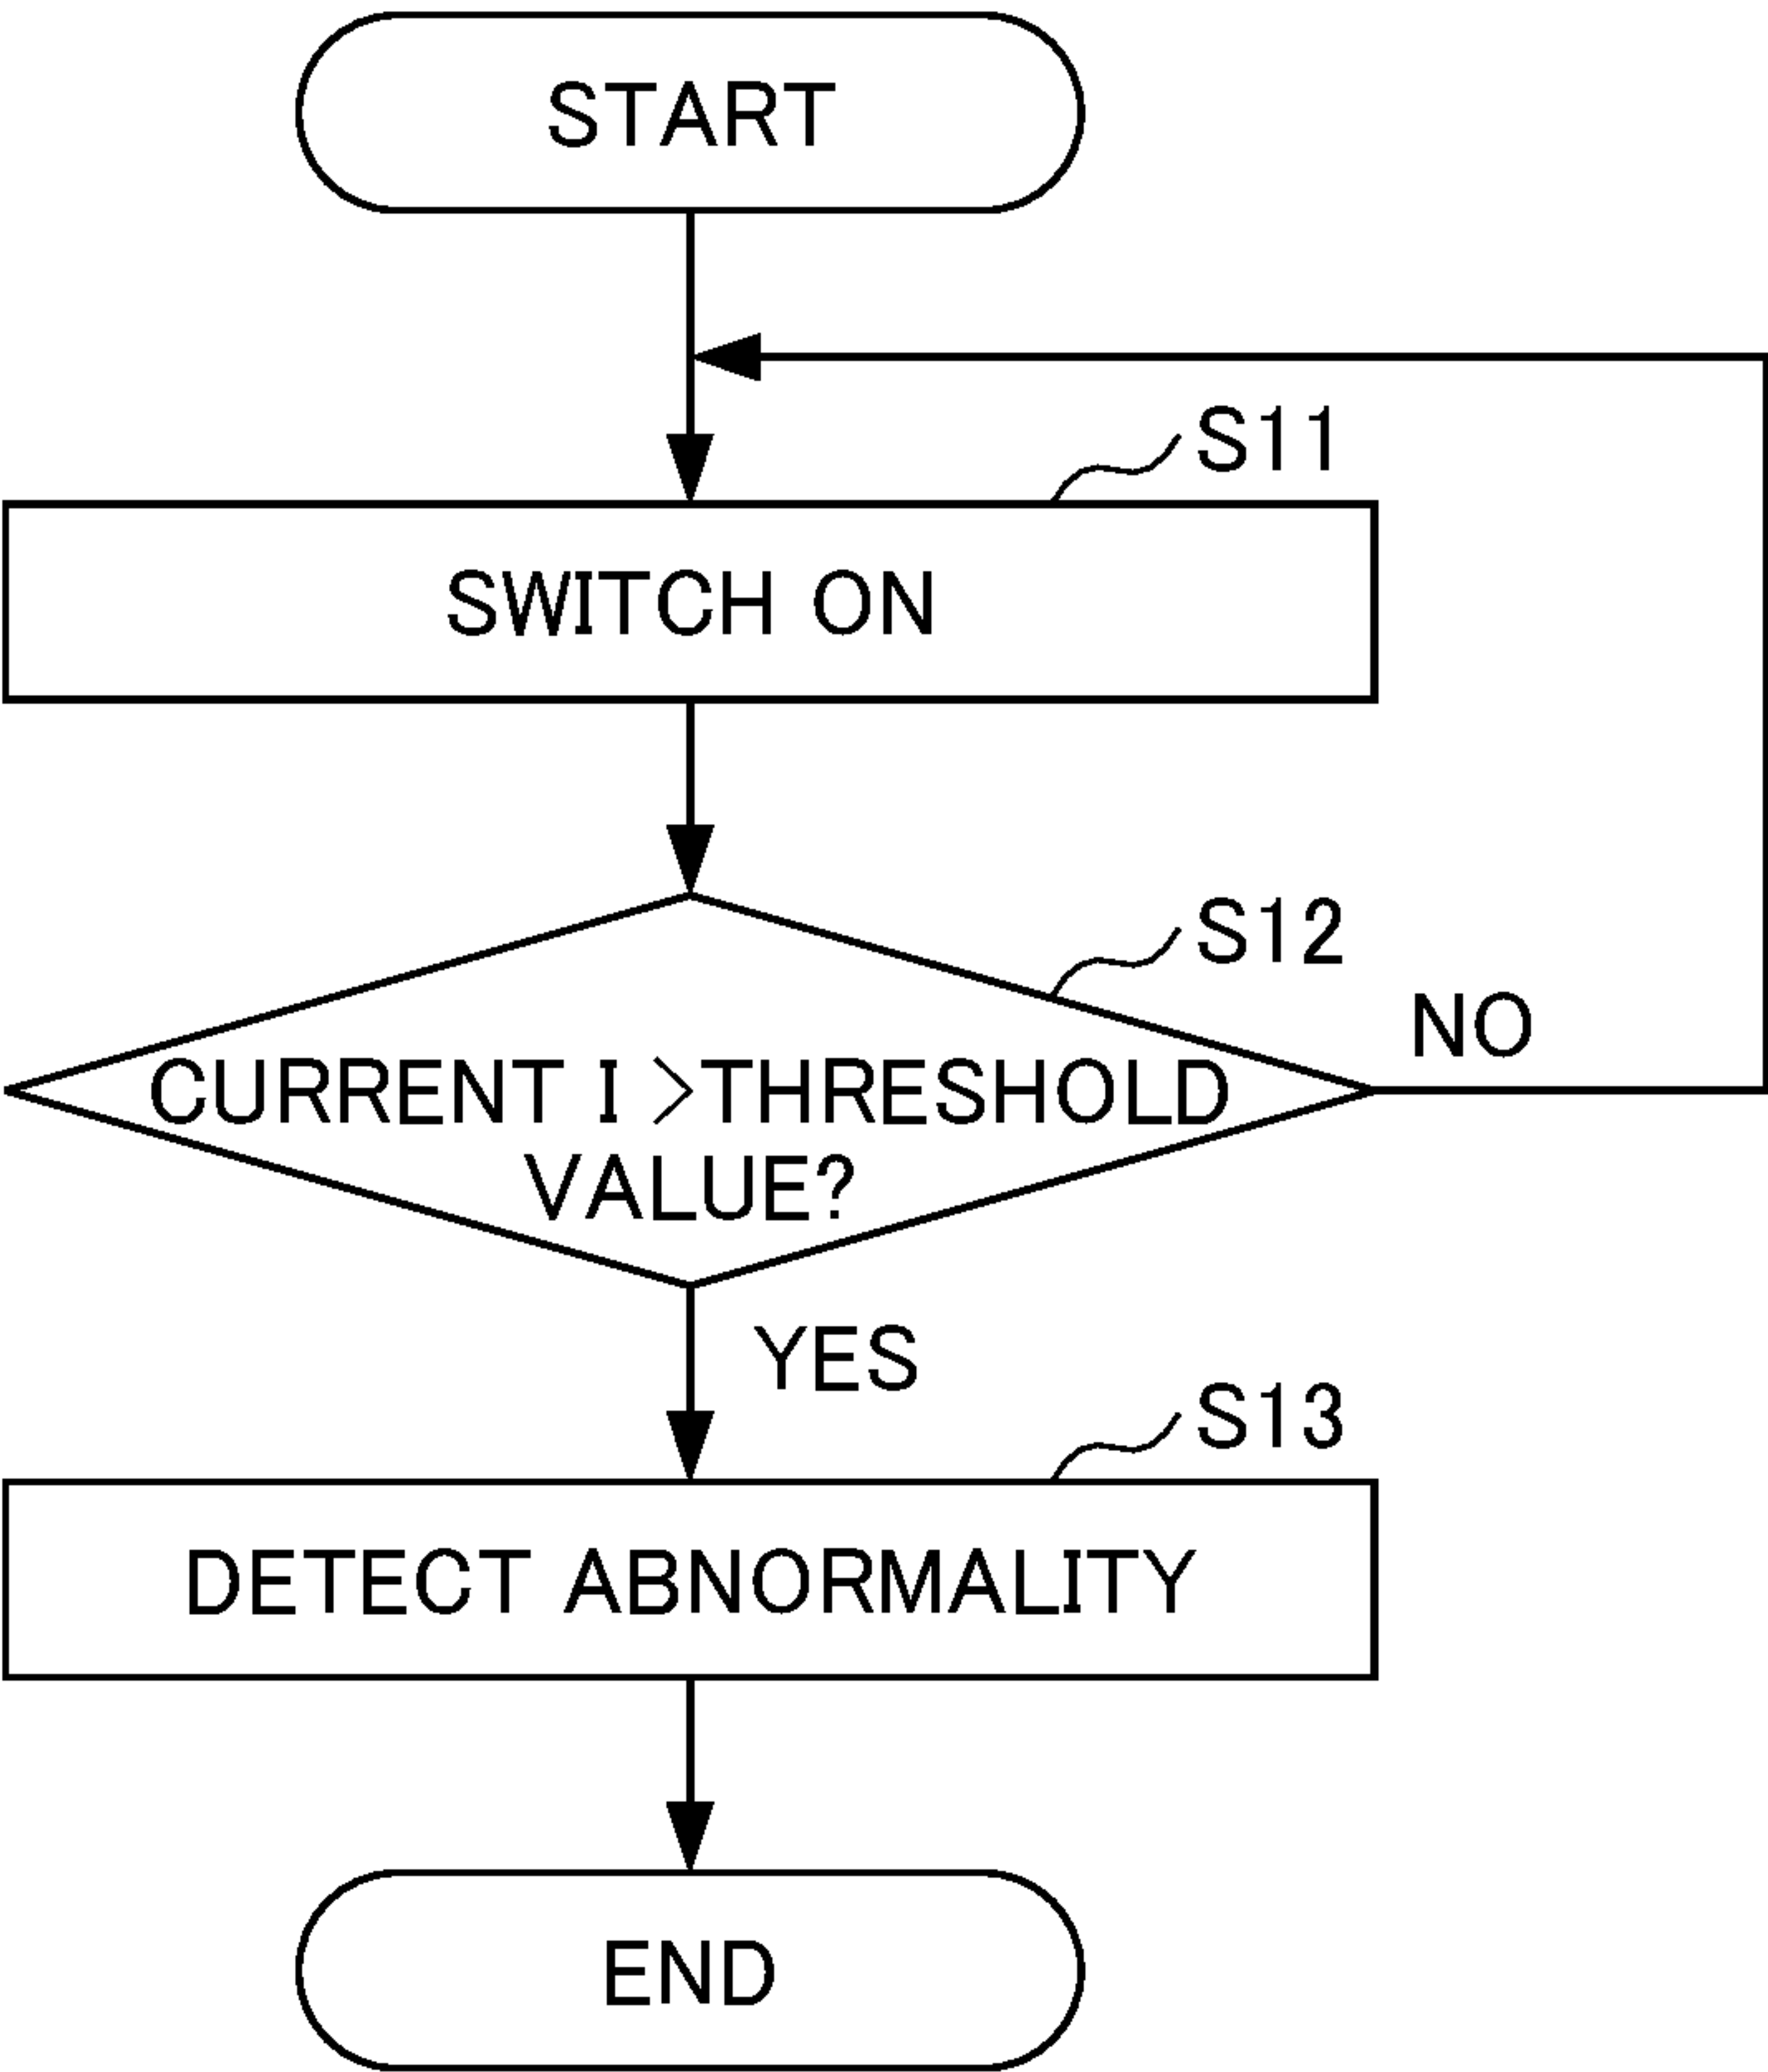 START
S11
SWITCH ON
S12
NO
CURRENT I >THRESHOLD
VALUE?
YES
S13
DETECT ABNORMALITY
END